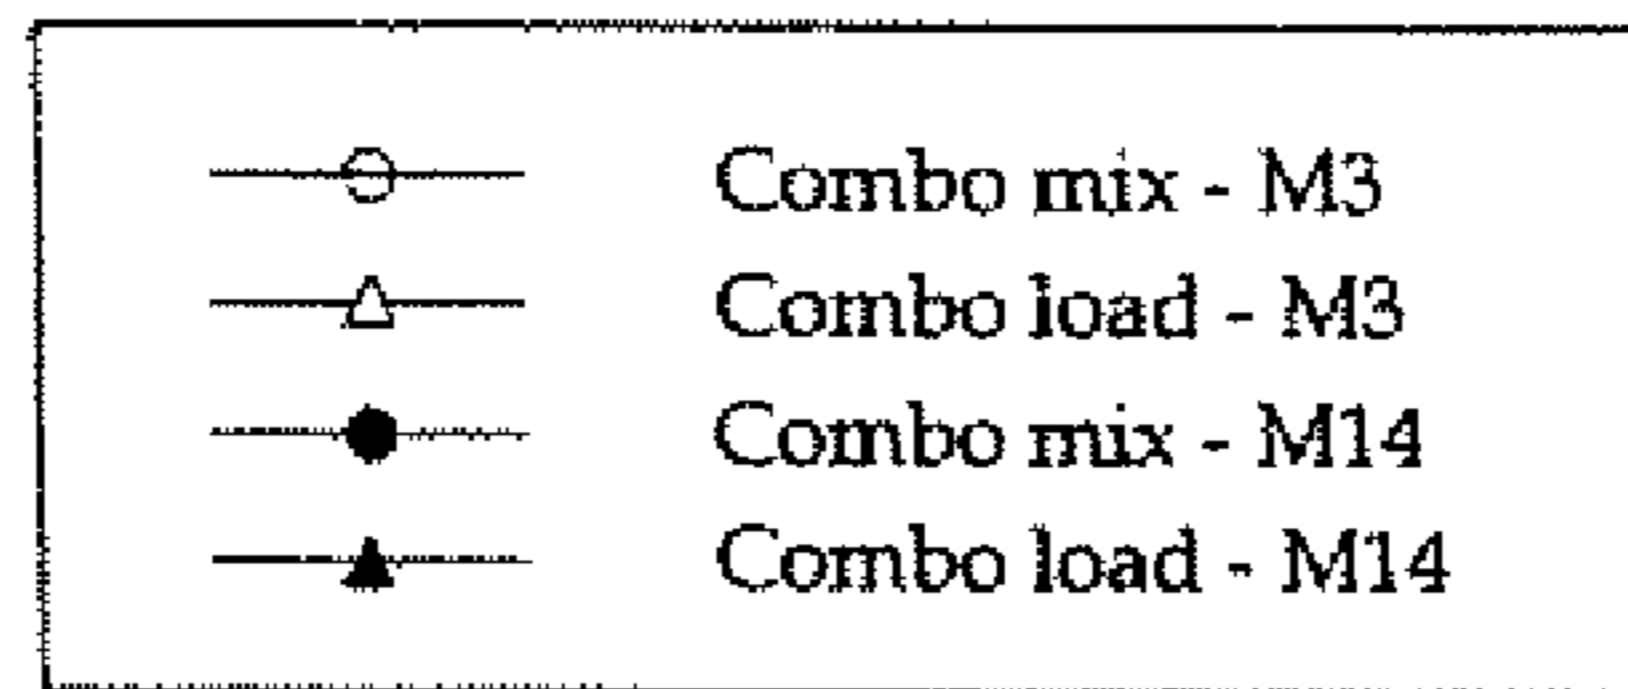 Combo mix - M3
Combo load - M3
Combo mix - M14
Combo load - M14